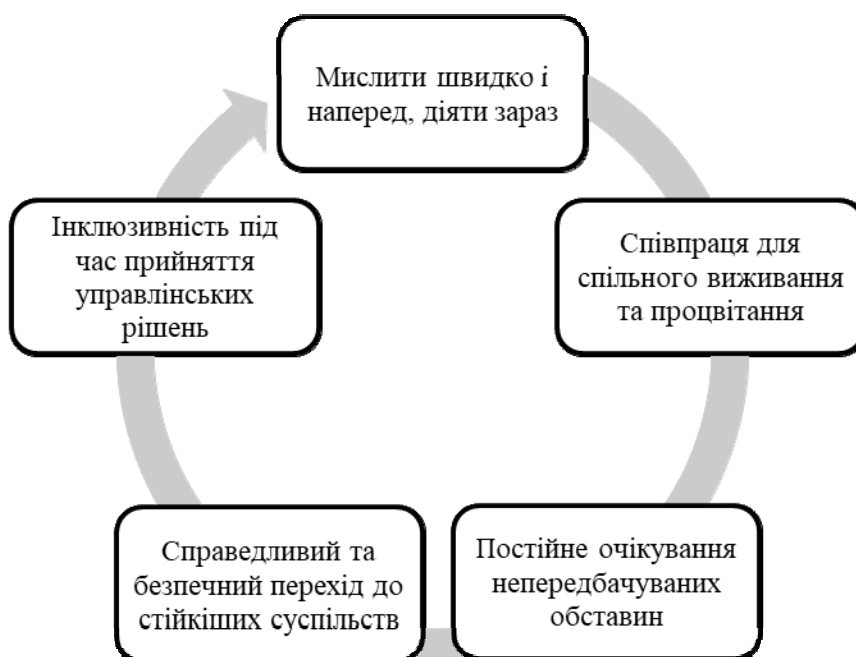 Мислити швидко і
наперед, діяти зараз
Співпраця для
спільного виживання
та процвітання
Постійне очікування
непередбачуваних
обставин
Справедливий та
безпечний перехід до
стійкіших суспільств
Інклюзивність під
час прийняття
управлінських
рішень